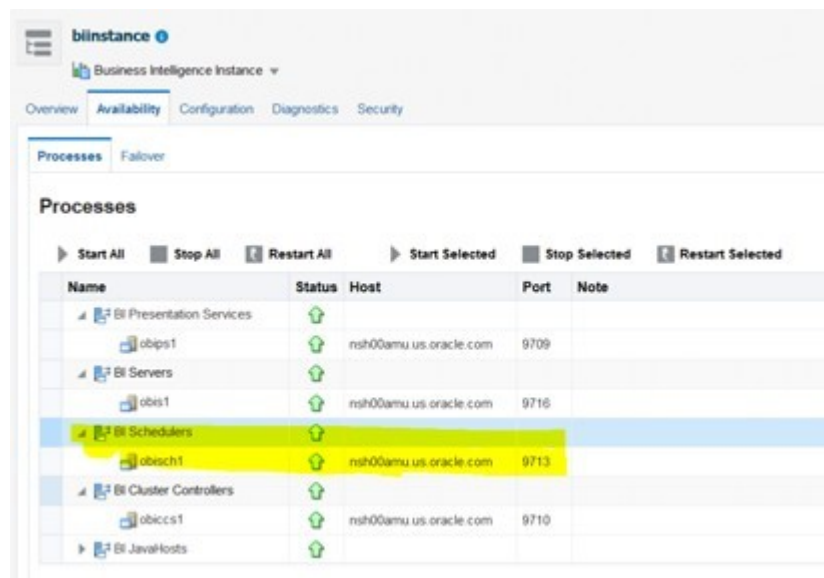 biinstance
Business Intelligence Instance
Overview Availability Configuration Diagnostics Security
Processes Failover
Processes
Start All Stop All Restart All Start Selected Stop Selected Restart Selected
Name Status Host Port Note
BI Presentation Services
obips1 nsh00amu.us.oracle.com 9709
BI Servers
obis1 nsh00amu.us.oracle.com 9716
BI Schedulers
obisch1 nsh00amu.us.oracle.com 9713
BI Cluster Controllers
obiccs1 nsh00amu.us.oracle.com 9710
BI JavaHosts